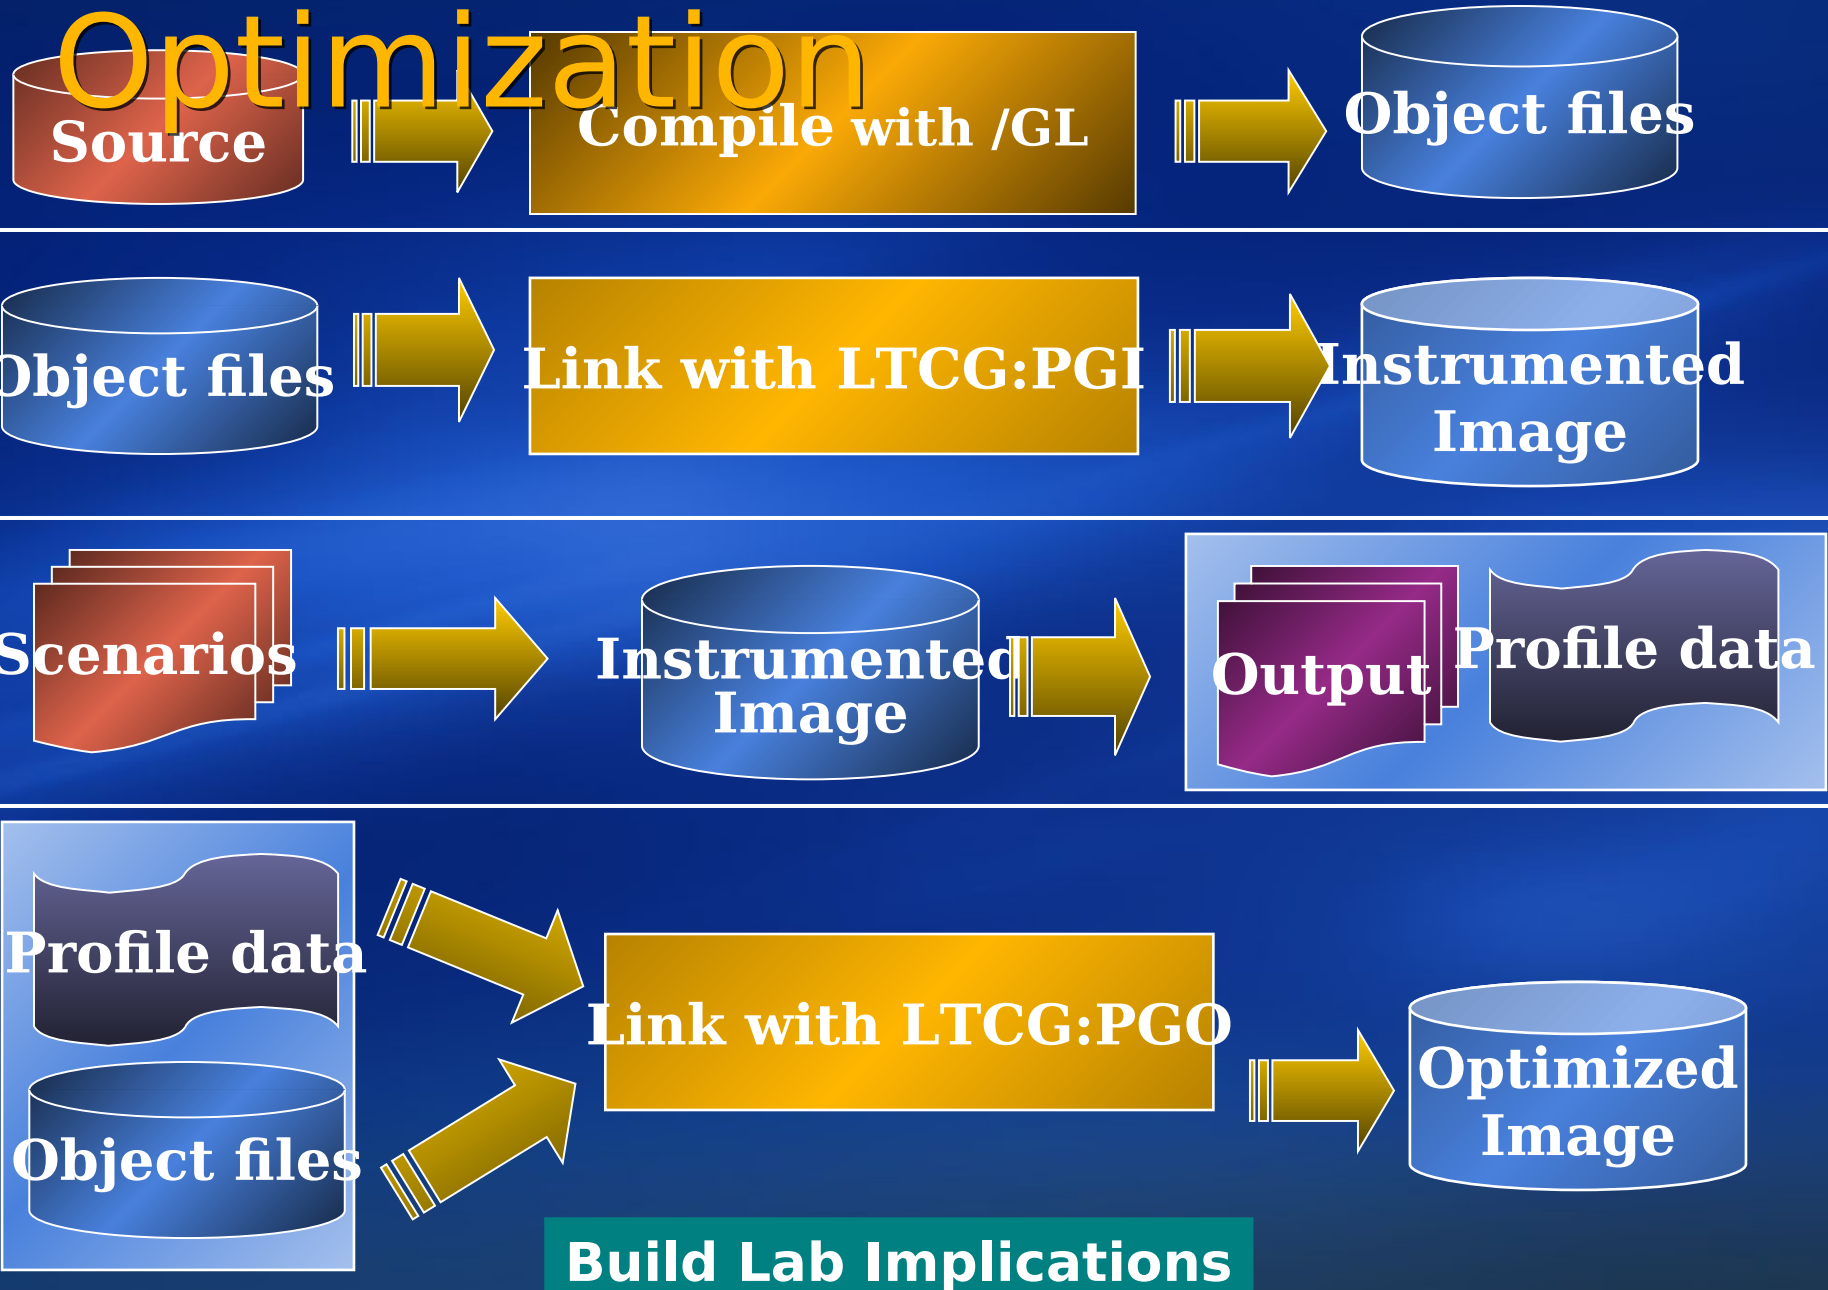 Optimization
Source
Compile with /GL
Object files
Object files
Link with LTCG:PGI
Instrumented
Image
Scenarios
Instrumented
Image
Output
Profile data
Profile data
Link with LTCG:PGO
Object files
Optimized
Image
Build Lab Implications